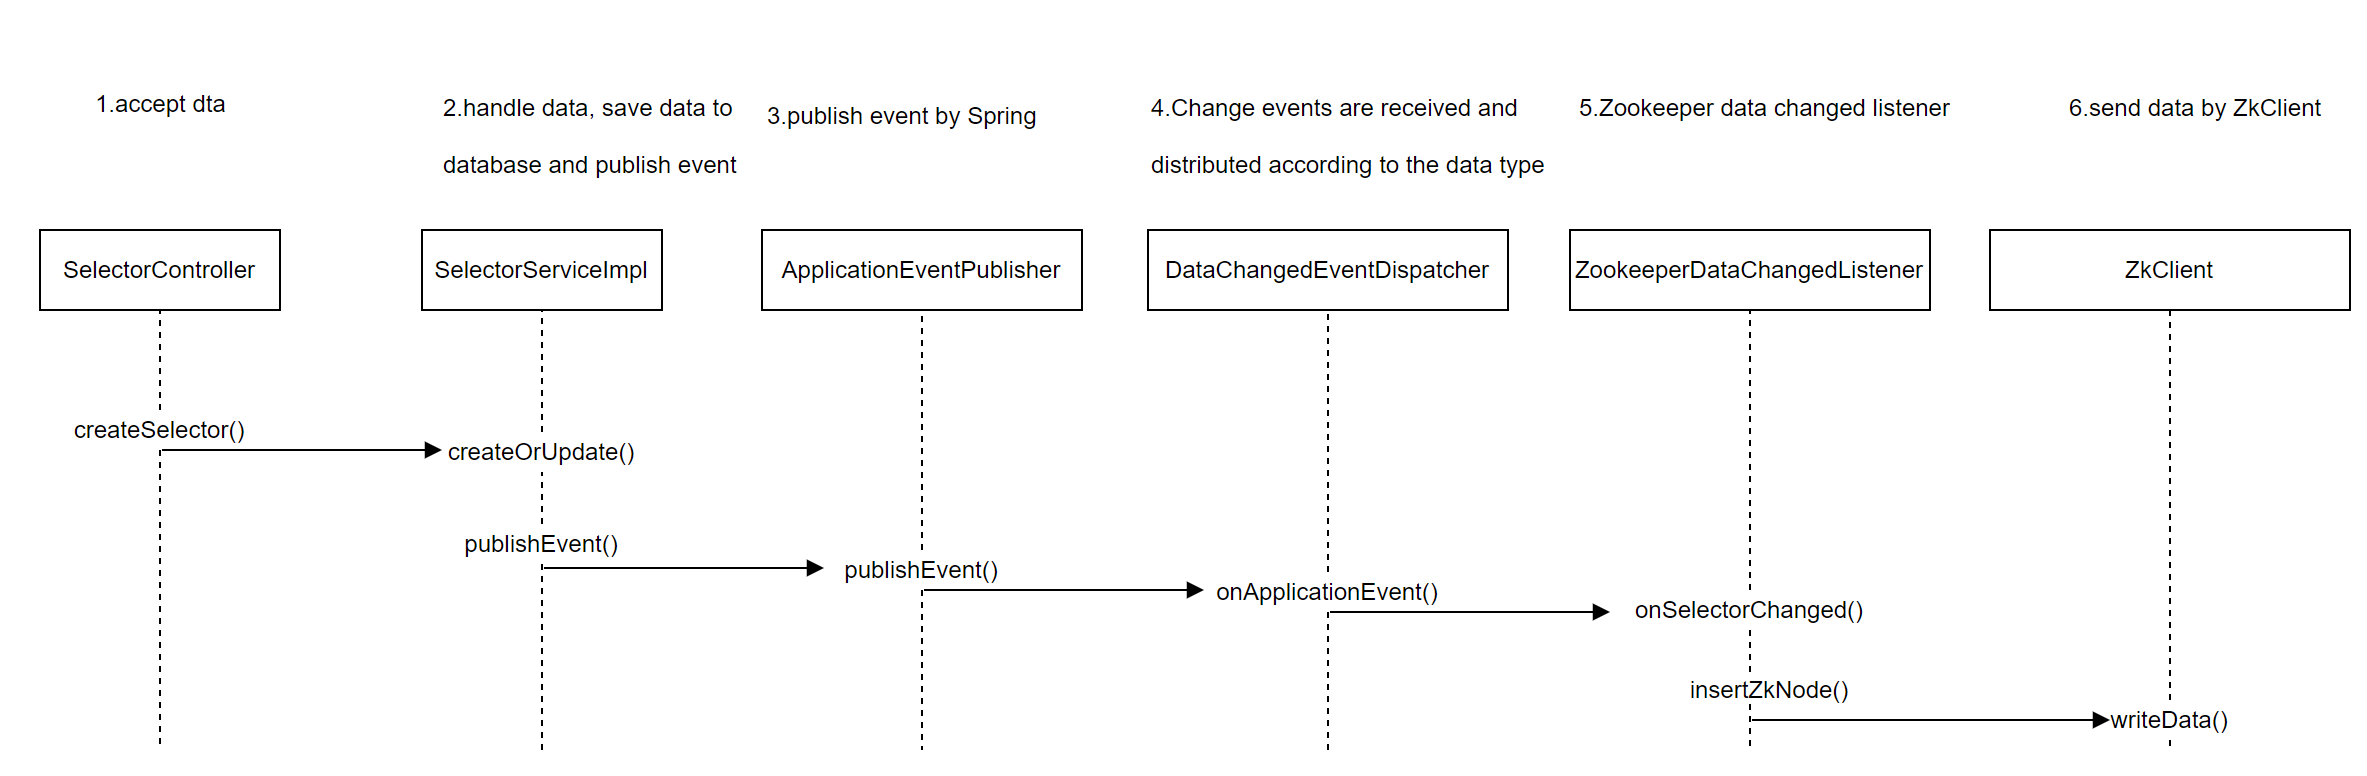 1.accept dta
2.handle data, save data to
database and publish event
3.publish event by Spring
4.Change events are received and
distributed according to the data type
5.Zookeeper data changed listener
6.send data by ZkClient
SelectorController
SelectorServiceImpl
ApplicationEventPublisher
DataChangedEventDispatcher
ZookeeperDataChangedListener
ZkClient
createSelector()
createOrUpdate()
publishEvent()
publishEvent()
onApplicationEvent()
onSelectorChanged()
insertZkNode()
writeData()